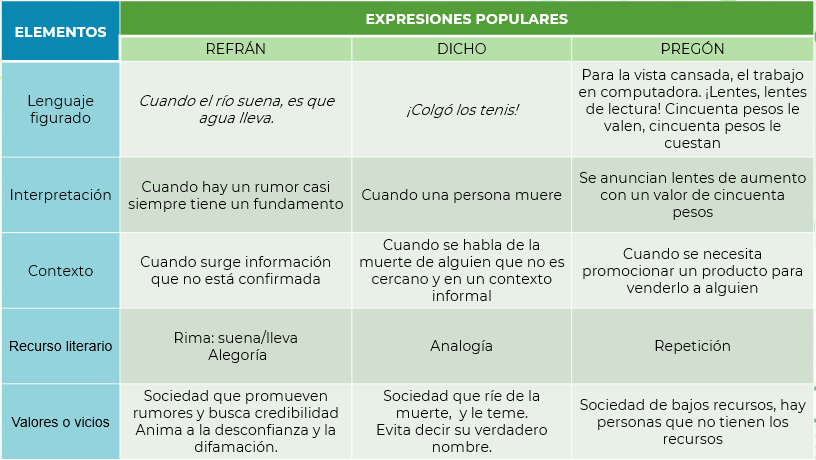 ELEMENTOS
EXPRESIONES POPULARES
REFRÁN
DICHO
PREGÓN
Lenguaje
figurado
Cuando el río suena, es que
agua lleva.
¡Colgó los tenis!
Para la vista cansada, el trabajo
en computadora. ¡Lentes, lentes
de lectura! Cincuenta pesos le
valen, cincuenta pesos le
cuestan
Interpretación
Cuando hay un rumor casi
siempre tiene un fundamento
Cuando una persona muere
Se anuncian lentes de aumento
con un valor de cincuenta
pesos
Contexto
Cuando surge información
que no está confirmada
Cuando se habla de la
muerte de alguien que no es
cercano y en un contexto
informal
Cuando se necesita
promocionar un producto para
venderlo a alguien
Recurso literario
Rima: suena/lleva
Alegoría
Analogía
Repetición
Valores o vicios
Sociedad que promueven
rumores y busca credibilidad
Anima a la desconfianza y la
difamación.
Sociedad que ríe de la
muerte, y le teme.
Evita decir su verdadero
nombre.
Sociedad de bajos recursos, hay
personas que no tienen los
recursos